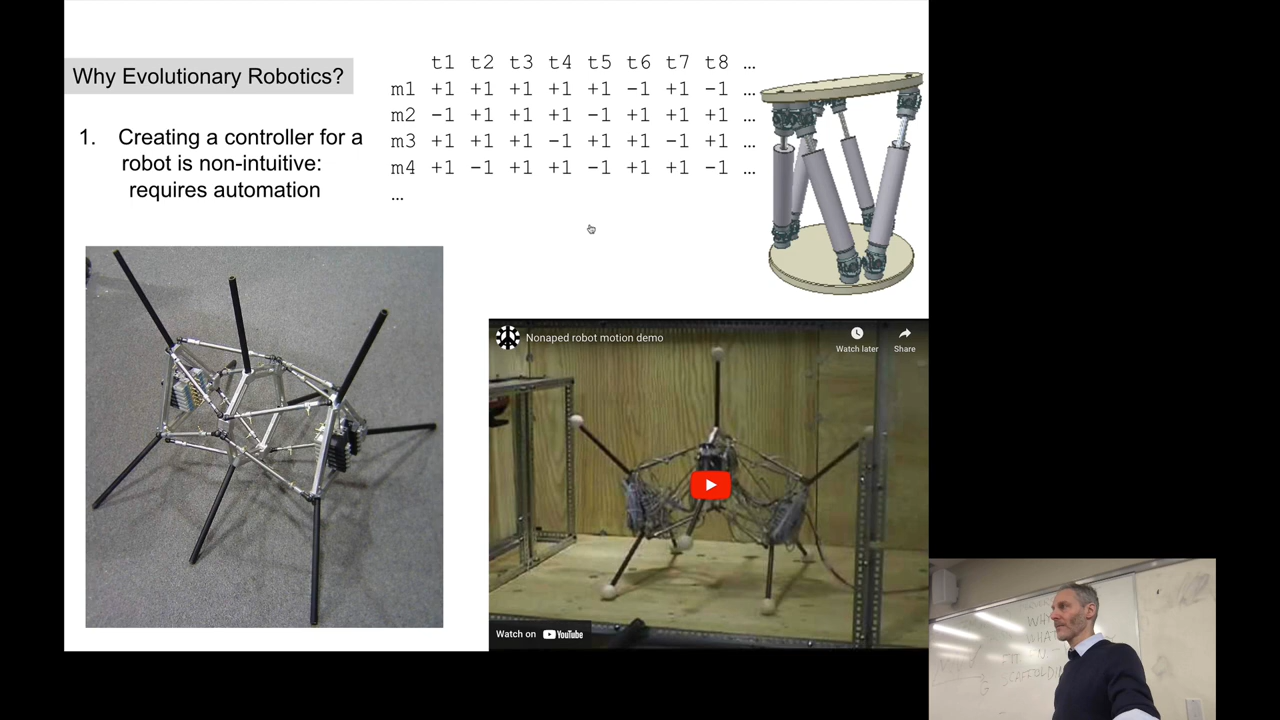 Why Evolutionary Robotics?
1. Creating a controller for a
robot is non-intuitive:
requires automation
t1 t2 t3 t4 t5 t6 t7 t8 …
m1 +1 +1 +1 +1 +1 -1 +1 -1 …
m2 -1 +1 +1 +1 -1 +1 +1 +1 …
m3 +1 +1 +1 -1 +1 +1 -1 +1 …
m4 +1 -1 +1 +1 -1 +1 +1 -1 …
…
Nonaped robot motion demo
Watch later
Share
Watch on YouTube